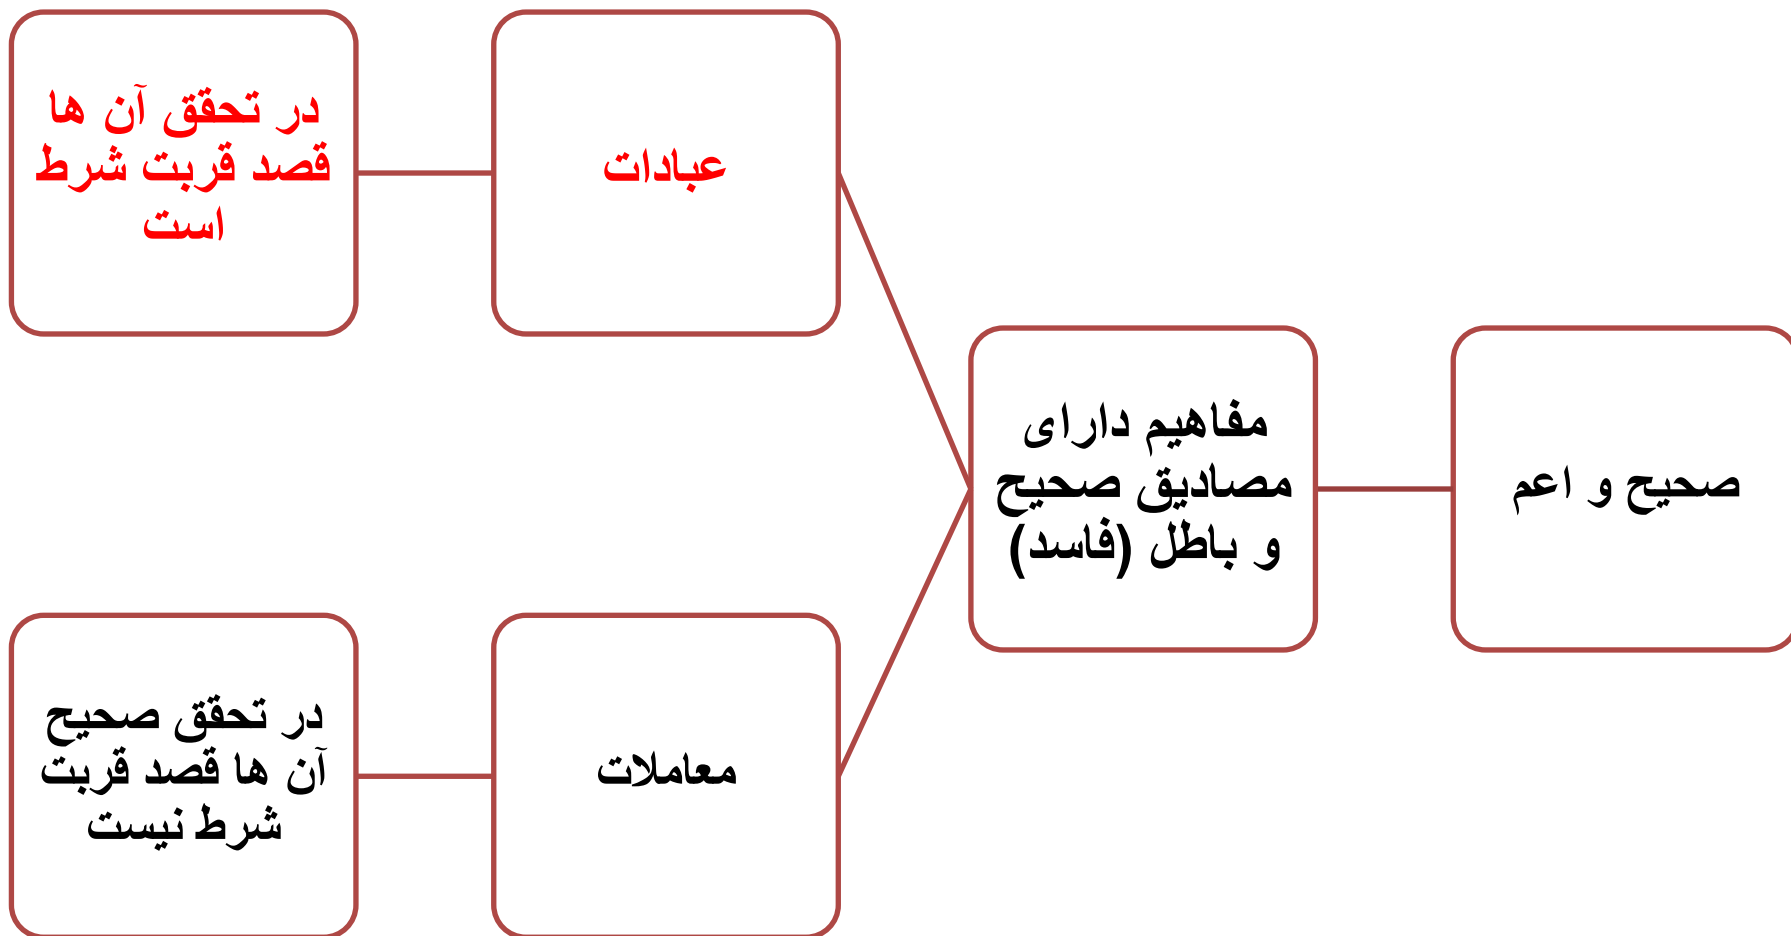 صحیح و اعم
مفاهیم دارای
مصادیق صحیح
و باطل (فاسد)
عبادات
در تحقق آن ها
قصد قربت شرط
است
معاملات
در تحقق صحیح
آن ها قصد قربت
شرط نیست